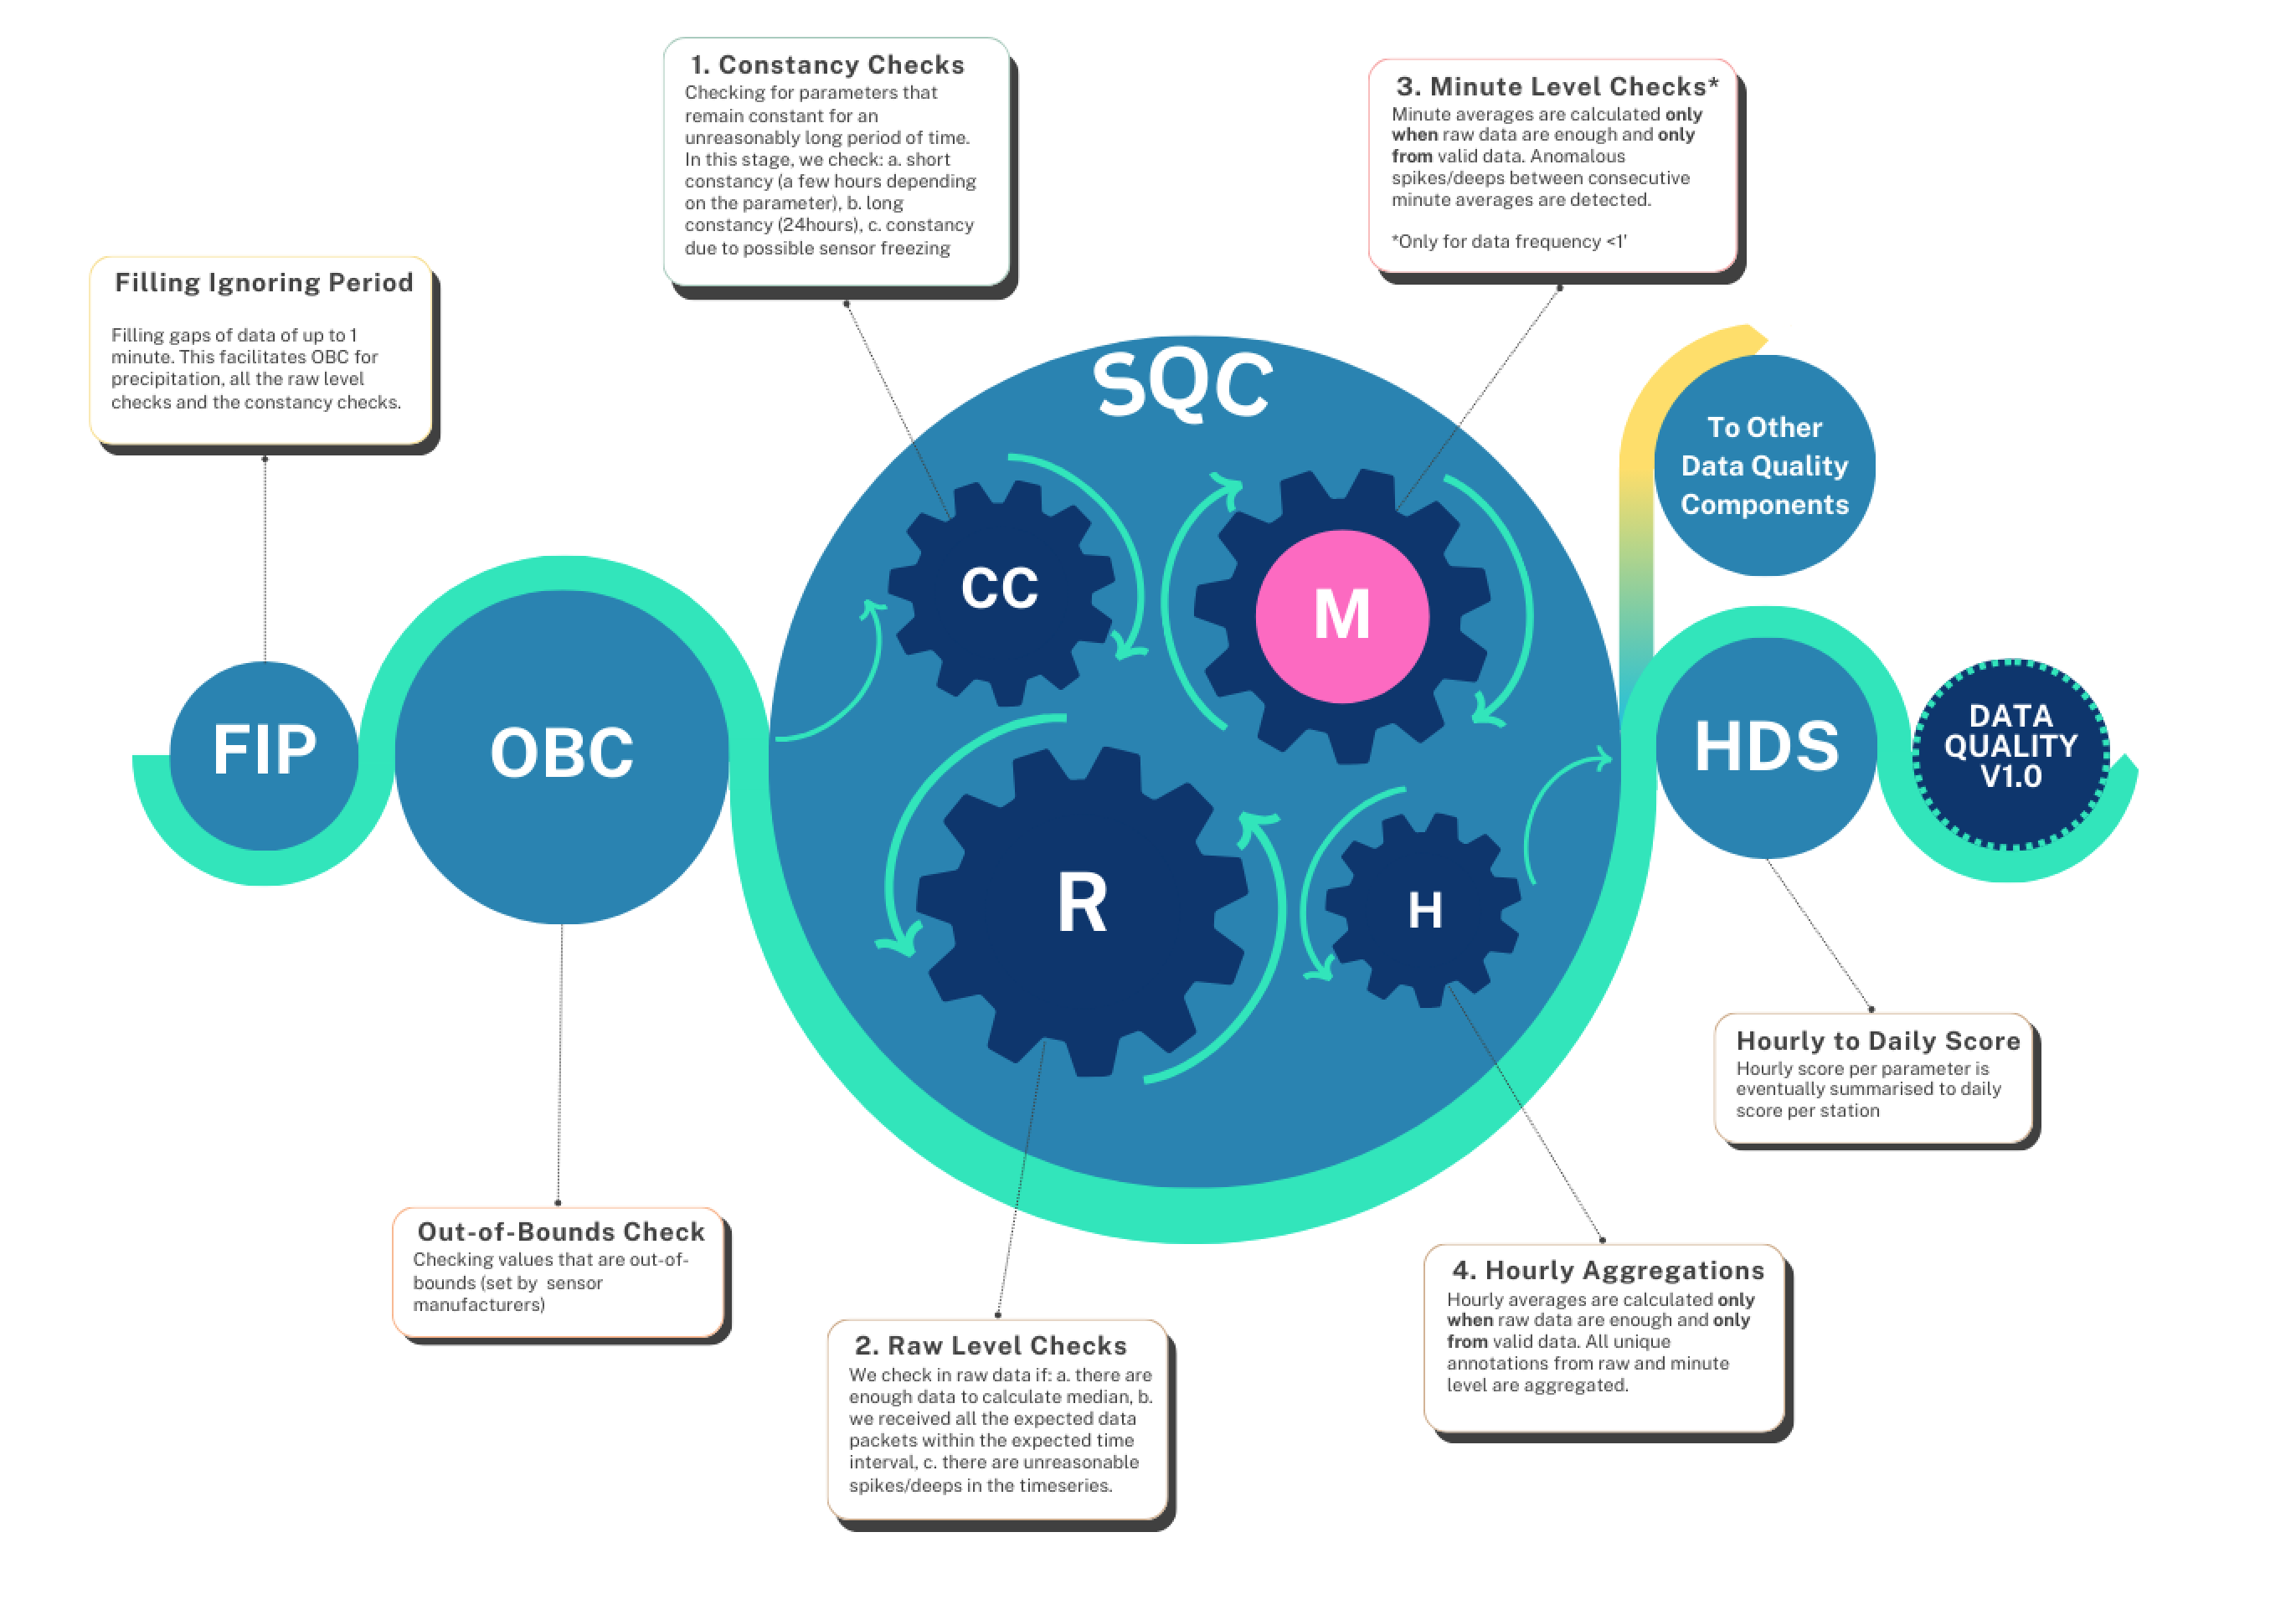 1. Constancy Checks
Checking for parameters that
remain constant for an
unreasonably long period of time.
In this stage, we check: a. short
constancy (a few hours depending
on the parameter), b. long
constancy (24hours), c. constancy
due to possible sensor freezing
3. Minute Level Checks*
Minute averages are calculated only
when raw data are enough and only
from valid data. Anomalous
spikes/deeps between consecutive
minute averages are detected.
*Only for data frequency <1'
Filling Ignoring Period
Filling gaps of data of up to 1
minute. This facilitates OBC for
precipitation, all the raw level
checks and the constancy checks.
SQC
To Other
Data Quality
Components
CC
M
FIP
OBC
HDS
DATA
QUALITY
V1.0
R
H
Hourly to Daily Score
Hourly score per parameter is
eventually summarised to daily
score per station
Out-of-Bounds Check
Checking values that are out-of-
bounds (set by  sensor
manufacturers)
4. Hourly Aggregations
Hourly averages are calculated only
when raw data are enough and only
from valid data. All unique
annotations from raw and minute
level are aggregated.
2. Raw Level Checks
We check in raw data if: a. there are
enough data to calculate median, b.
we received all the expected data
packets within the expected time
interval, c. there are unreasonable
spikes/deeps in the timeseries.